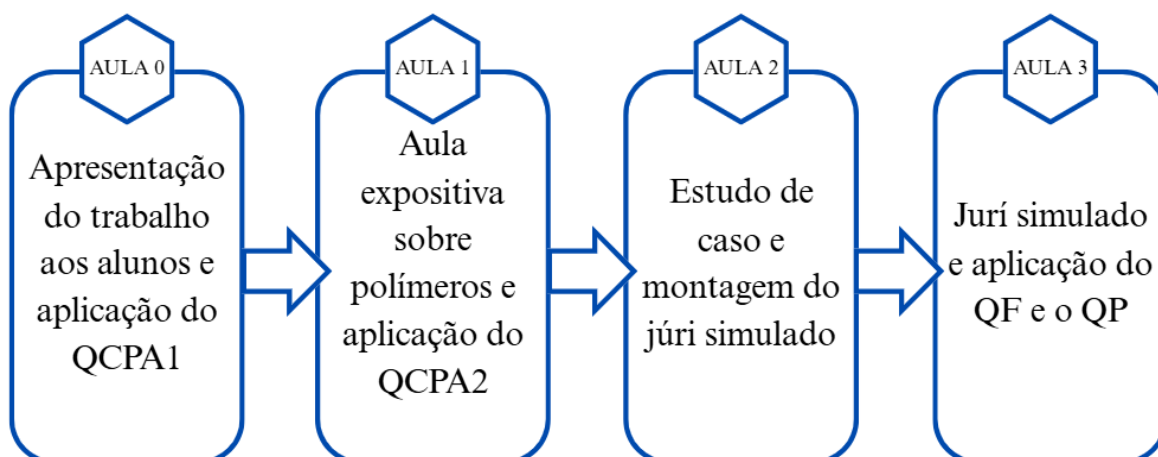 AULA 0
Apresentação
do trabalho
aos alunos e
aplicação do
QCPA1
AULA 1
Aula
expositiva
sobre
polímeros e
aplicação do
QCPA2
AULA 2
Estudo de
caso e
montagem do
júri simulado
AULA 3
Jurí simulado
e aplicação do
QF e o QP